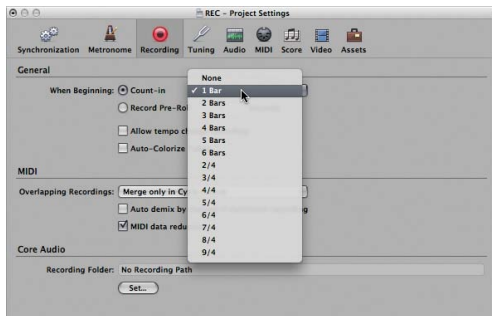 REC - Project Settings
Synchronization Metronome Recording Tuning Audio MIDI Score Video Assets
General
When Beginning: Count-in
Record Pre-Ro
Allow tempo c
Auto-Colorize
None
✓ 1 Bar
2 Bars
3 Bars
4 Bars
5 Bars
6 Bars
2/4
3/4
4/4
5/4
6/4
7/4
8/4
9/4
MIDI
Overlapping Recordings: Merge only in Cy
Auto demix by
MIDI data redu
Core Audio
Recording Folder: No Recording Path
Set...